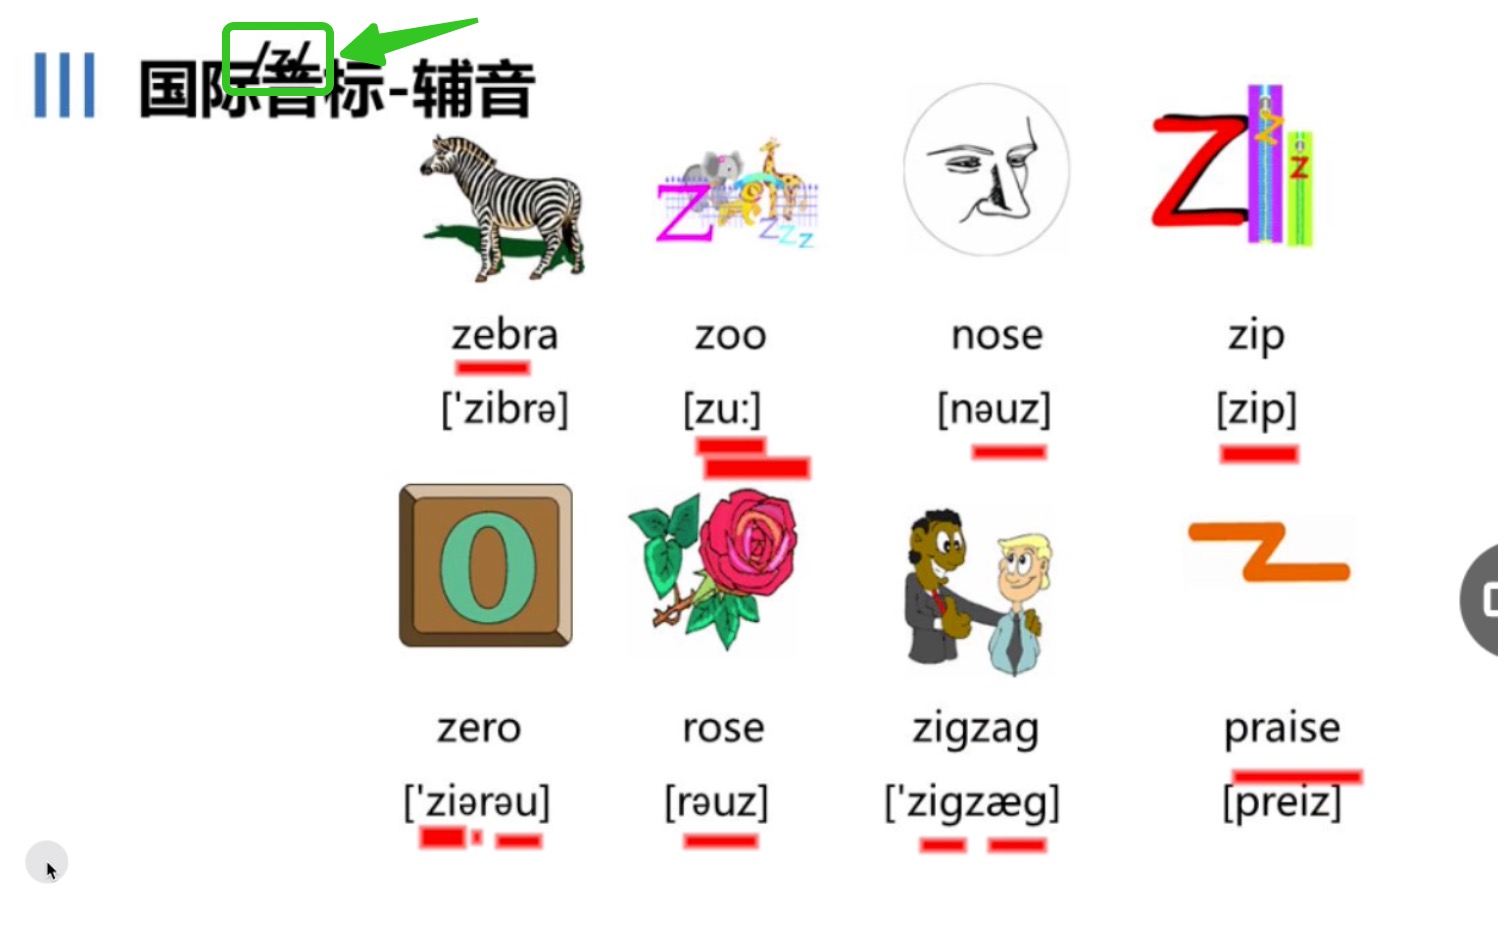 /z/
国际音标-辅音
Z
z
z
z
Z
Z
Z
zebra
zoo
nose
zip
['zibrə]
[zu:]
[nəuz]
[zip]
0
zero
rose
zigzag
praise
['ziərəu]
[rəuz]
['zigzæg]
[preiz]